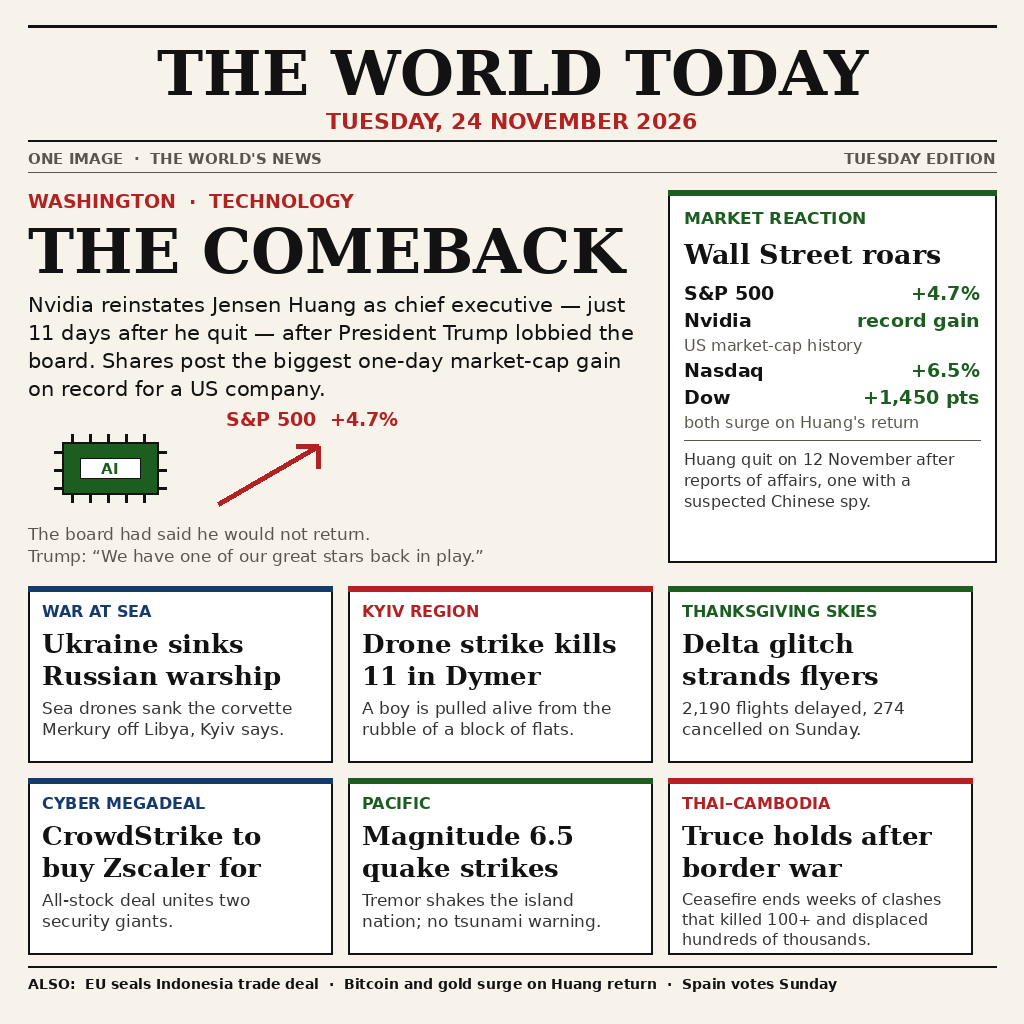 THE WORLD TODAY
TUESDAY, 24 NOVEMBER 2026
ONE IMAGE · THE WORLD'S NEWS
TUESDAY EDITION
WASHINGTON · TECHNOLOGY
THE COMEBACK
Nvidia reinstates Jensen Huang as chief executive — just
11 days after he quit — after President Trump lobbied the
board. Shares post the biggest one-day market-cap gain
on record for a US company.
S&P 500 +4.7%
AI
The board had said he would not return.
Trump: “We have one of our great stars back in play.”
MARKET REACTION
Wall Street roars
S&P 500 +4.7%
Nvidia record gain
US market-cap history
Nasdaq +6.5%
Dow +1,450 pts
both surge on Huang's return
Huang quit on 12 November after
reports of affairs, one with a
suspected Chinese spy.
WAR AT SEA
Ukraine sinks
Russian warship
Sea drones sank the corvette
Merkury off Libya, Kyiv says.
KYIV REGION
Drone strike kills
11 in Dymer
A boy is pulled alive from the
rubble of a block of flats.
THANKSGIVING SKIES
Delta glitch
strands flyers
2,190 flights delayed, 274
cancelled on Sunday.
CYBER MEGADEAL
CrowdStrike to
buy Zscaler for
All-stock deal unites two
security giants.
PACIFIC
Magnitude 6.5
quake strikes
Tremor shakes the island
nation; no tsunami warning.
THAI–CAMBODIA
Truce holds after
border war
Ceasefire ends weeks of clashes
that killed 100+ and displaced
hundreds of thousands.
ALSO: EU seals Indonesia trade deal · Bitcoin and gold surge on Huang return · Spain votes Sunday